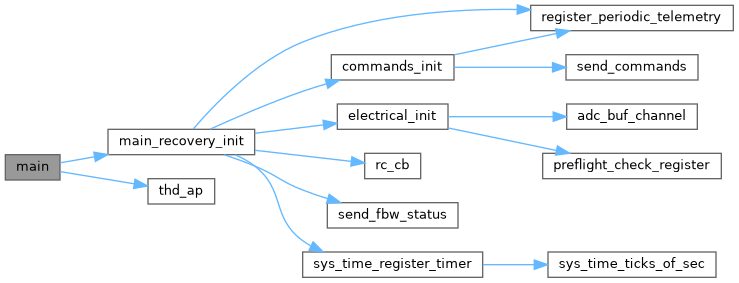 register_periodic_telemetry
commands_init
send_commands
electrical_init
adc_buf_channel
main_recovery_init
main
rc_cb
preflight_check_register
thd_ap
send_fbw_status
sys_time_register_timer
sys_time_ticks_of_sec